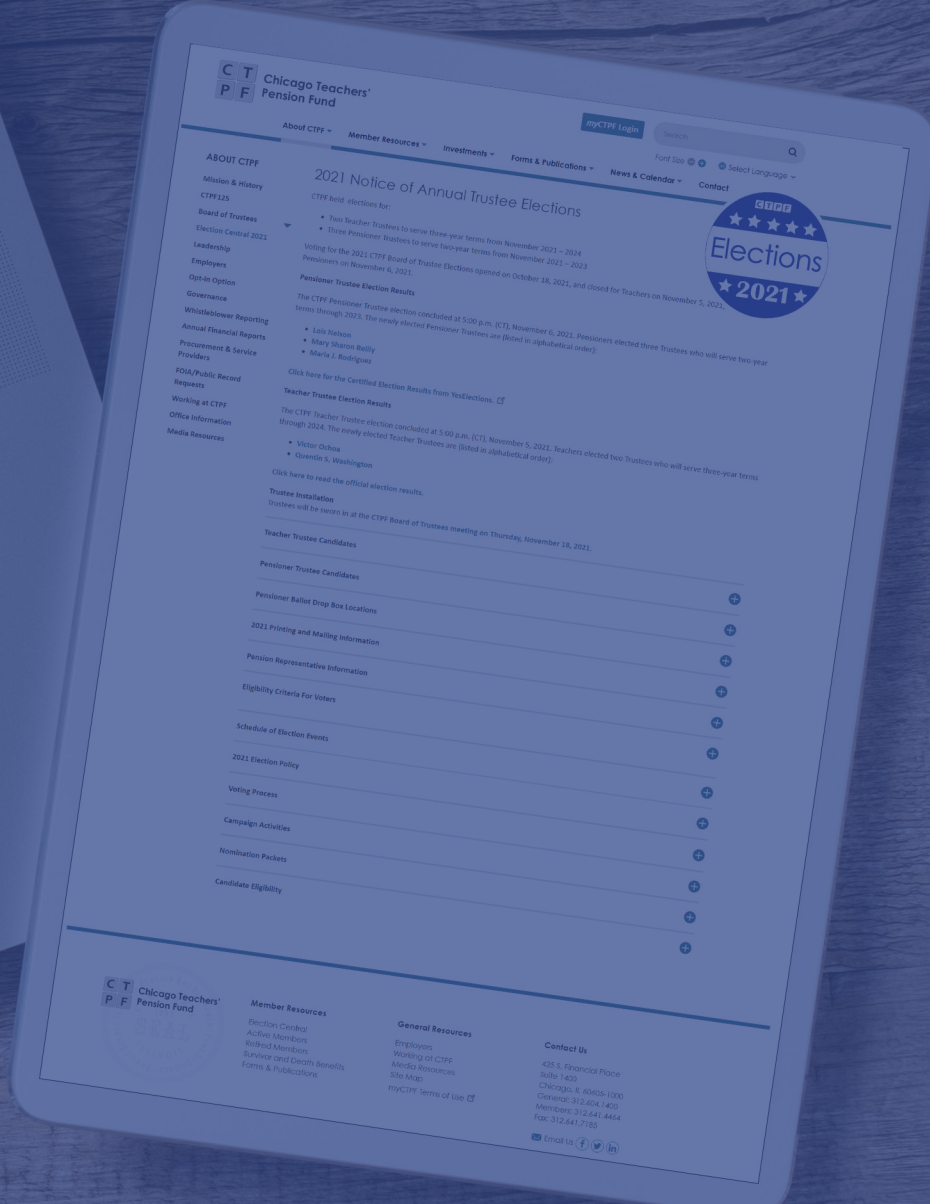 C T
P F
Chicago Teachers'
Pension Fund
myCTPF Login
Search
About CTPF
Member Resources
Investments
Forms & Publications
News & Calendar
Contact
Font Size
Select Language
ABOUT CTPF
Mission & History
CTPF125
Board of Trustees
Election Central 2021
Leadership
Employers
Opt-In Option
Governance
Whistleblower Reporting
Annual Financial Reports
Procurement & Service
Providers
FOIA/Public Record
Requests
Working at CTPF
Office Information
Media Resources
2021 Notice of Annual Trustee Elections
CTPF held elections for:
• Two Teacher Trustees to serve three-year terms from November 2021 – 2024
• Three Pensioner Trustees to serve two-year terms from November 2021 – 2023
Voting for the 2021 CTPF Board of Trustee Elections opened on October 18, 2021, and closed for Teachers on November 5, 2021,
Pensioners on November 6, 2021.
CTPF
Elections
2021
Pensioner Trustee Election Results
The CTPF Pensioner Trustee election concluded at 5:00 p.m. (CT), November 6, 2021. Pensioners elected three Trustees who will serve two-year
terms through 2023. The newly elected Pensioner Trustees are (listed in alphabetical order):
• Lois Nelson
• Mary Sharon Reilly
• Maria J. Rodriguez
Click here for the Certified Election Results from YesElections.
Teacher Trustee Election Results
The CTPF Teacher Trustee election concluded at 5:00 p.m. (CT), November 5, 2021. Teachers elected two Trustees who will serve three-year terms
through 2024. The newly elected Teacher Trustees are (listed in alphabetical order):
• Victor Ochoa
• Quentin S. Washington
Click here to read the official election results.
Trustee Installation
Trustees will be sworn in at the CTPF Board of Trustees meeting on Thursday, November 18, 2021.
Teacher Trustee Candidates
Pensioner Trustee Candidates
Pensioner Ballot Drop Box Locations
2021 Printing and Mailing Information
Pension Representative Information
Eligibility Criteria For Voters
Schedule of Election Events
2021 Election Policy
Voting Process
Campaign Activities
Nomination Packets
Candidate Eligibility
C T
P F
Chicago Teachers'
Pension Fund
Member Resources
Election Central
Active Members
Retired Members
Survivor and Death Benefits
Forms & Publications
General Resources
Employers
Working at CTPF
Media Resources
Site Map
myCTPF Terms of Use
Contact Us
425 S. Financial Place
Suite 1400
Chicago, IL 60605-1000
General: 312.604.1400
Members: 312.641.4464
Fax: 312.641.7185
Email Us